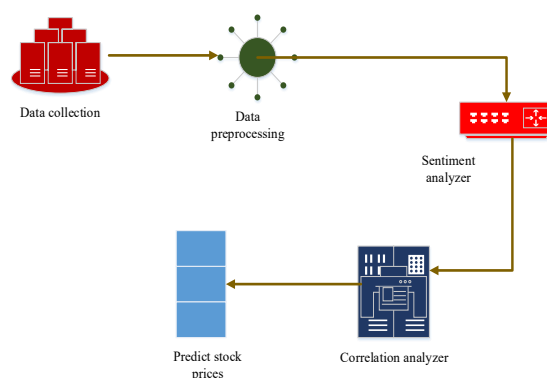 Data collection
Data
preprocessing
Sentiment
analyzer
Predict stock
prices
Correlation analyzer